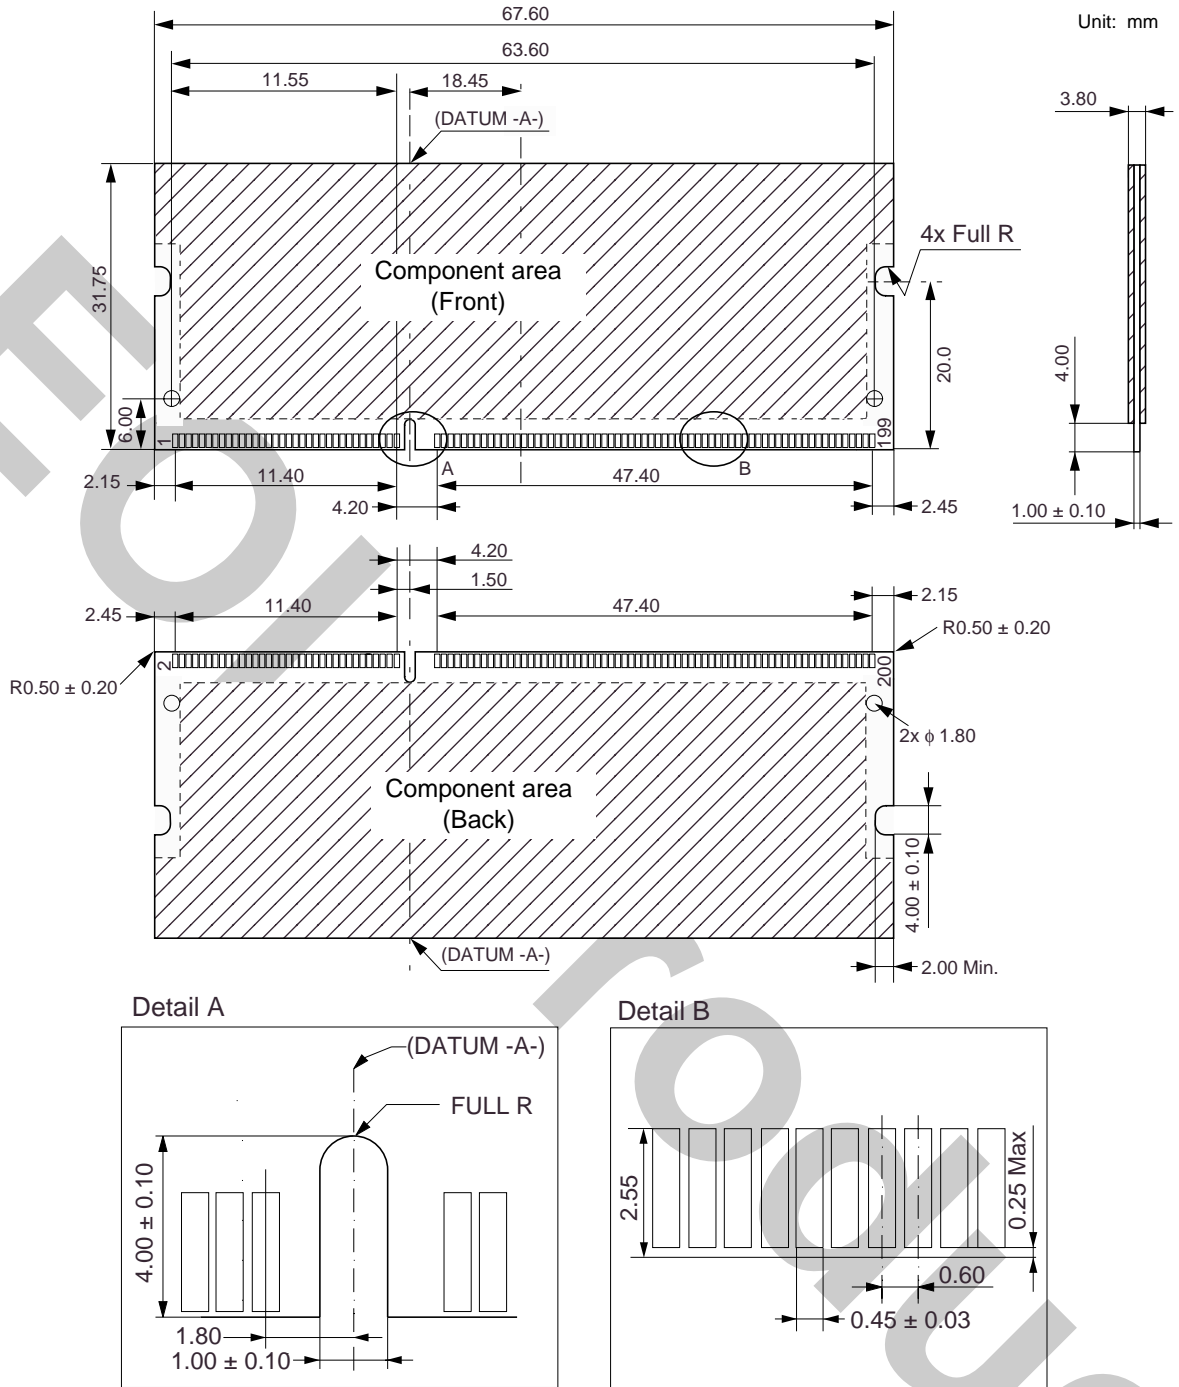 67.60
Unit: mm
63.60
11.55
18.45
3.80
(DATUM -A-)
4x Full R
Component area
(Front)
31.75
20.0
4.00
6.00
1
199
A
B
2.15
11.40
47.40
4.20
2.45
1.00 ± 0.10
4.20
1.50
2.45
11.40
47.40
2.15
R0.50 ± 0.20
2
200
R0.50 ± 0.20
2x ϕ 1.80
Component area
(Back)
4.00 ± 0.10
(DATUM -A-)
2.00 Min.
Detail A
(DATUM -A-)
FULL R
4.00 ± 0.10
1.80
1.00 ± 0.10
Detail B
2.55
0.25 Max
0.60
0.45 ± 0.03